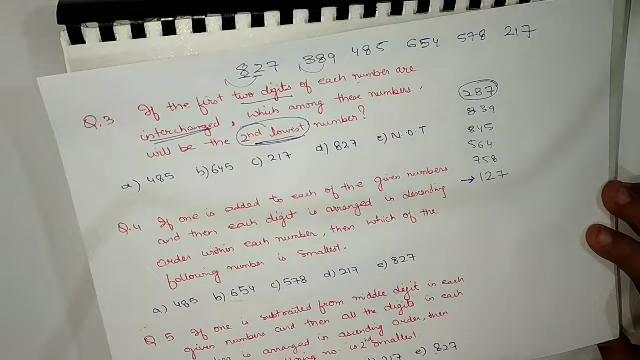 827 389 485 654 578 217
Q.3 If the first two digits of each number are
interchanged, which among these numbers
will be the 2nd lowest number?
a) 485 b) 645 c) 217 d) 827 e) N.O.T
287
839
845
564
758
→ 127
Q.4 If one is added to each of the given numbers
and then each digit is arranged in descending
order within each number, then which of the
following number is smallest.
a) 485 b) 654 c) 578 d) 217 e) 827
Q.5 If one is subtracted from middle digit in each
given numbers and then all the digits in each
is arranged in ascending order, then
no. is 2nd smallest
217 e) 827